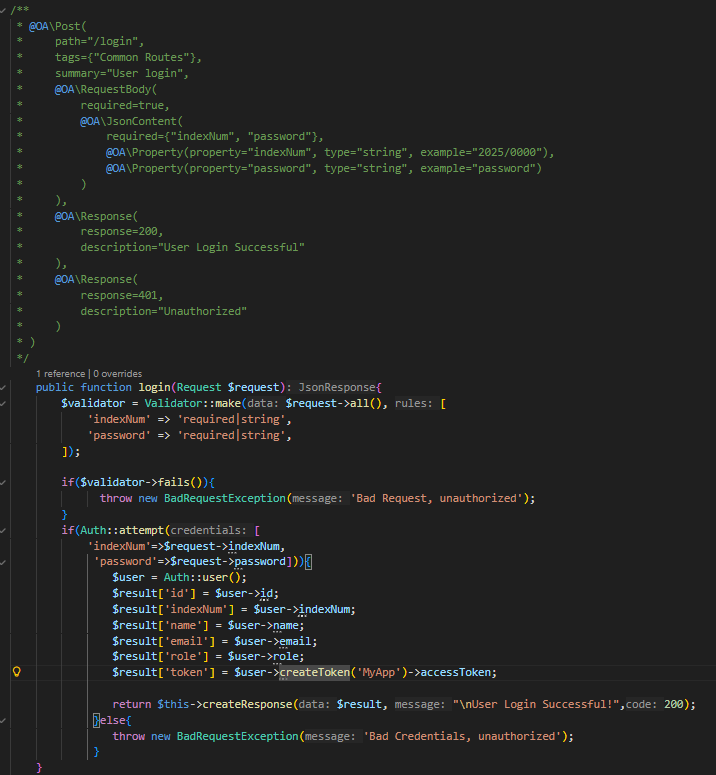 /**
 * @OA\Post(
 *     path="/login",
 *     tags={"Common Routes"},
 *     summary="User login",
 *     @OA\RequestBody(
 *         required=true,
 *         @OA\JsonContent(
 *             required={"indexNum", "password"},
 *             @OA\Property(property="indexNum", type="string", example="2025/0000"),
 *             @OA\Property(property="password", type="string", example="password")
 *         )
 *     ),
 *     @OA\Response(
 *         response=200,
 *         description="User Login Successful"
 *     ),
 *     @OA\Response(
 *         response=401,
 *         description="Unauthorized"
 *     )
 * )
 */
1 reference | 0 overrides
public function login(Request $request): JsonResponse{
    $validator = Validator::make(data: $request->all(), rules: [
        'indexNum' => 'required|string',
        'password' => 'required|string',
    ]);

    if($validator->fails()){
          throw new BadRequestException(message: 'Bad Request, unauthorized');
    }
    if(Auth::attempt(credentials: [
        'indexNum'=>$request->indexNum,
         'password'=>$request->password])){
            $user = Auth::user();
            $result['id'] = $user->id;
            $result['indexNum'] = $user->indexNum;
            $result['name'] = $user->name;
            $result['email'] = $user->email;
            $result['role'] = $user->role;
            $result['token'] = $user->createToken('MyApp')->accessToken;

            return $this->createResponse(data: $result, message: "\nUser Login Successful!",code: 200);
         }else{
            throw new BadRequestException(message: 'Bad Credentials, unauthorized');
         }
}